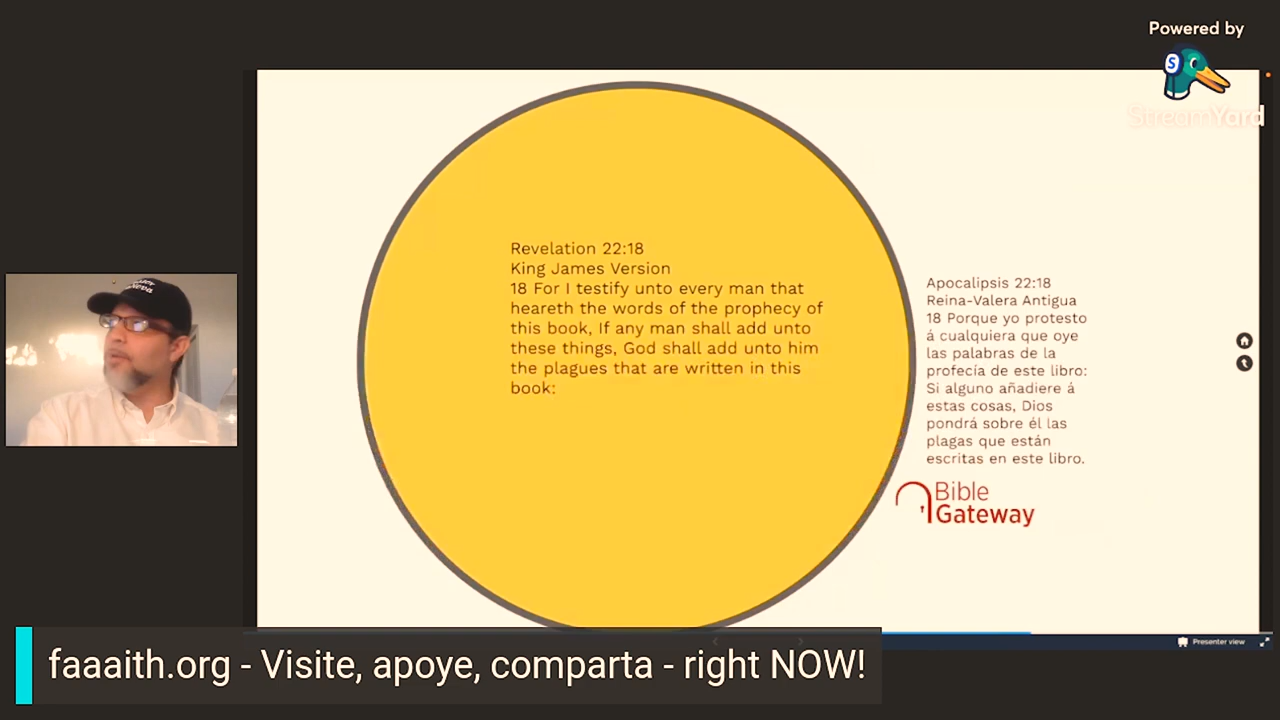 Powered by
S
StreamYard
Revelation 22:18
King James Version
18 For I testify unto every man that
heareth the words of the prophecy of
this book, If any man shall add unto
these things, God shall add unto him
the plagues that are written in this
book:
Apocalipsis 22:18
Reina-Valera Antigua
18 Porque yo protesto
á cualquiera que oye
las palabras de la
profecía de este libro:
Si alguno añadiere á
estas cosas, Dios
pondrá sobre él las
plagas que están
escritas en este libro.
Bible
Gateway
Presenter view
faaaith.org - Visite, apoye, comparta - right NOW!